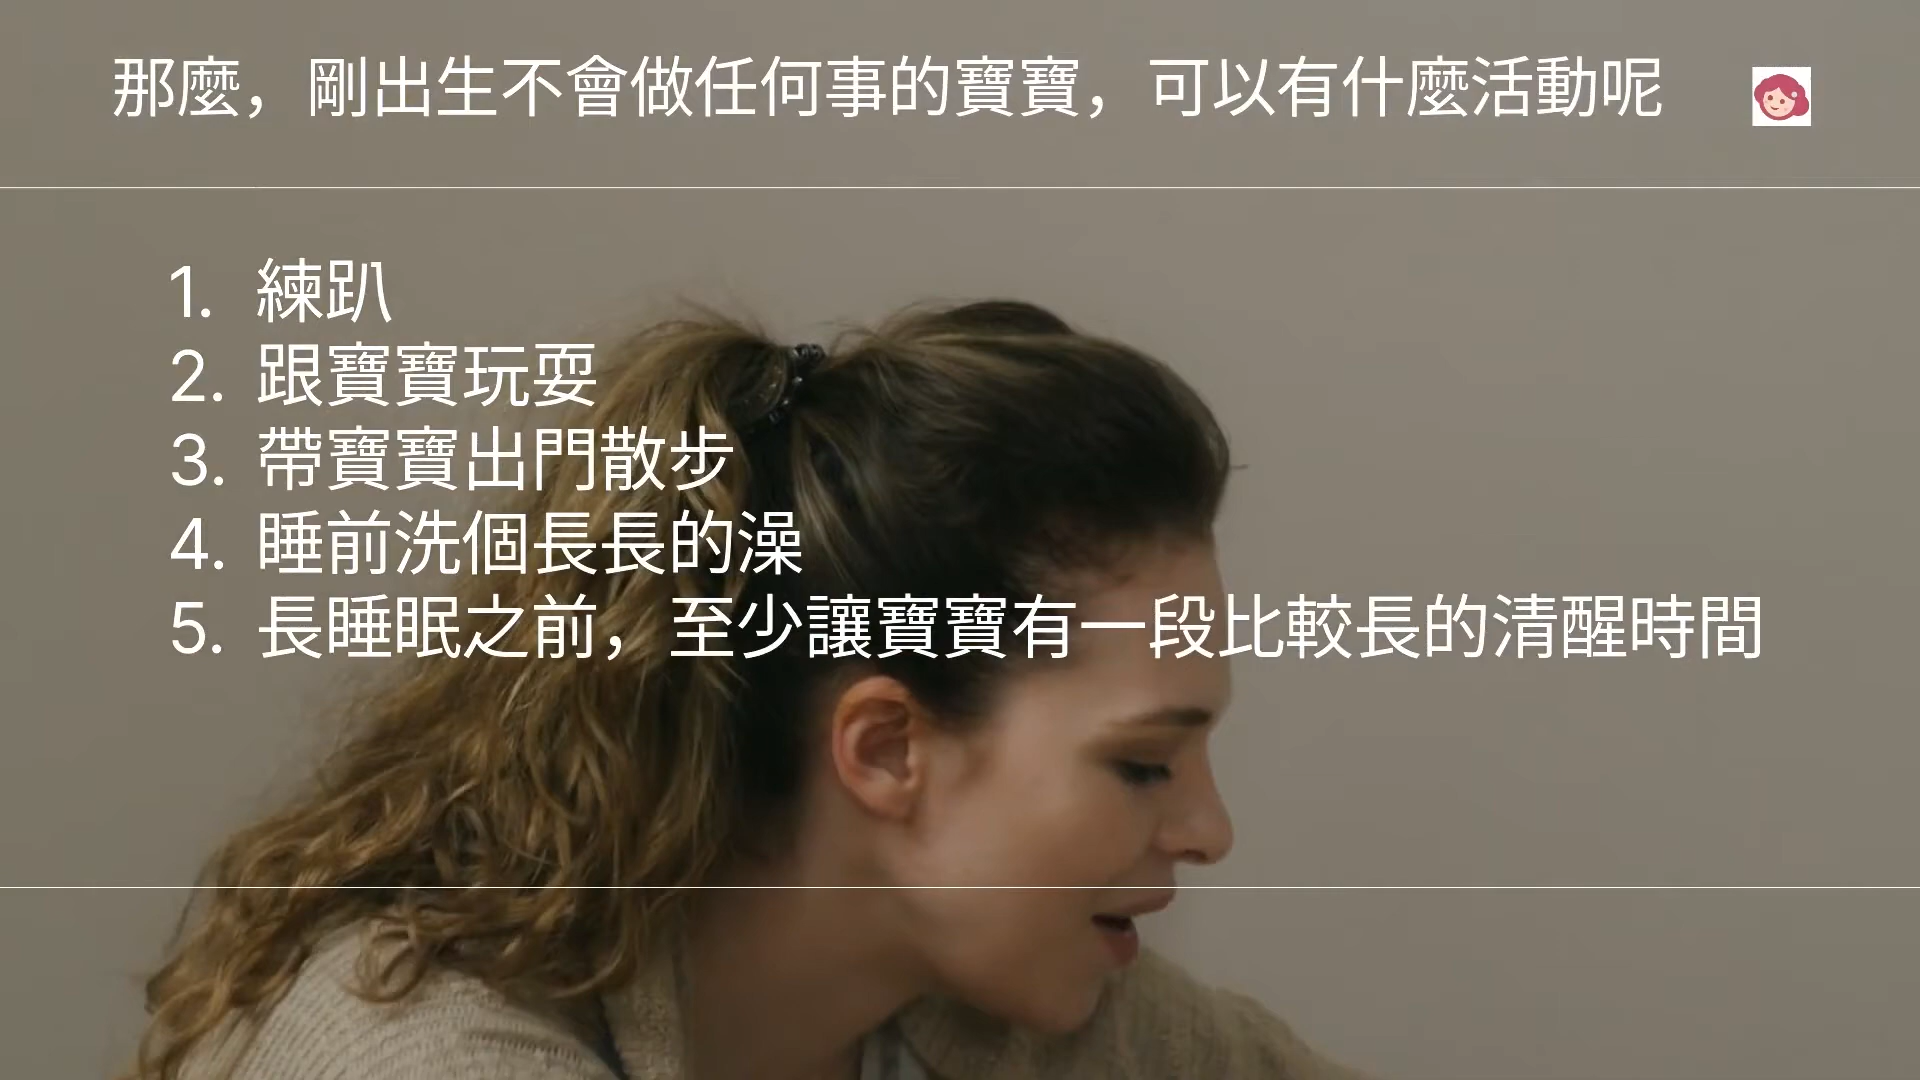 那麼，剛出生不會做任何事的寶寶，可以有什麼活動呢
1. 練趴
2. 跟寶寶玩耍
3. 帶寶寶出門散步
4. 睡前洗個長長的澡
5. 長睡眠之前，至少讓寶寶有一段比較長的清醒時間